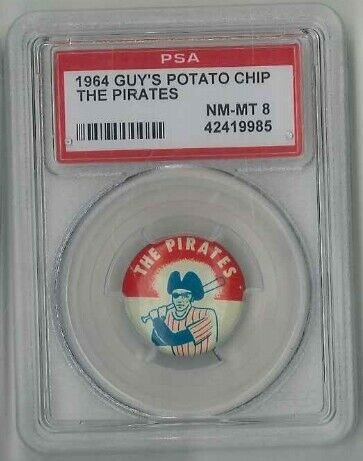 PSA
1964 GUY'S POTATO CHIP
THE PIRATES
NM-MT 8
42419985
THE PIRATES